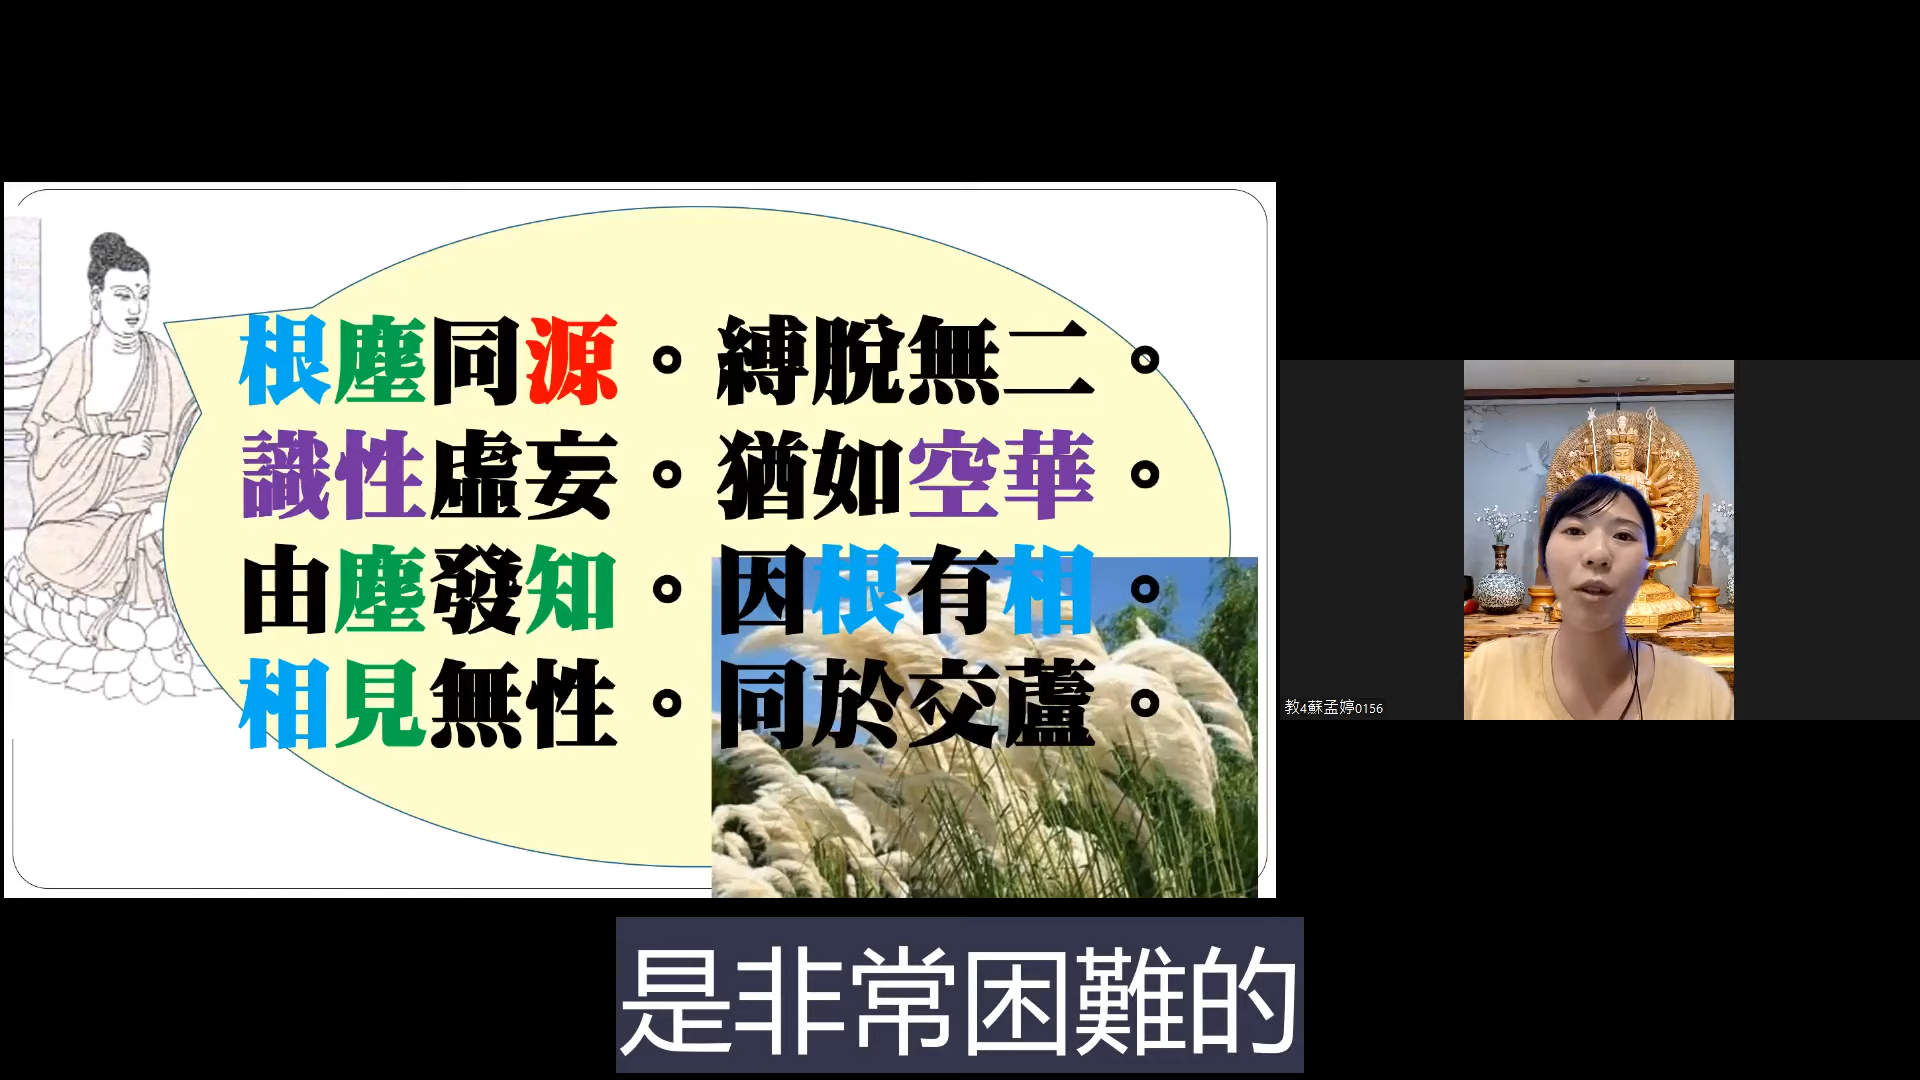 根塵同源。縛脫無二。
識性虛妄。猶如空華。
由塵發知。因根有相。
相見無性。同於交蘆。
教4蘇孟婷0156
是非常困難的